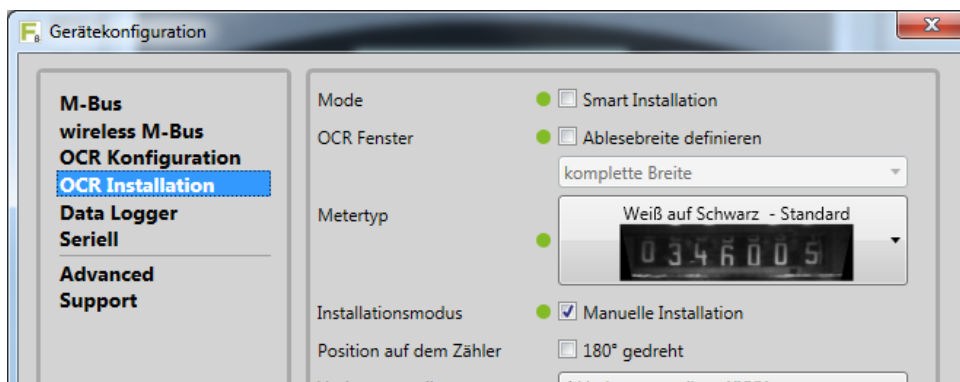 Gerätekonfiguration
M-Bus
wireless M-Bus
OCR Konfiguration
OCR Installation
Data Logger
Seriell
Advanced
Support
Mode Smart Installation
OCR Fenster Ablesebreite definieren
komplette Breite
Metertyp Weiß auf Schwarz - Standard
0346005
Installationsmodus Manuelle Installation
Position auf dem Zähler 180° gedreht